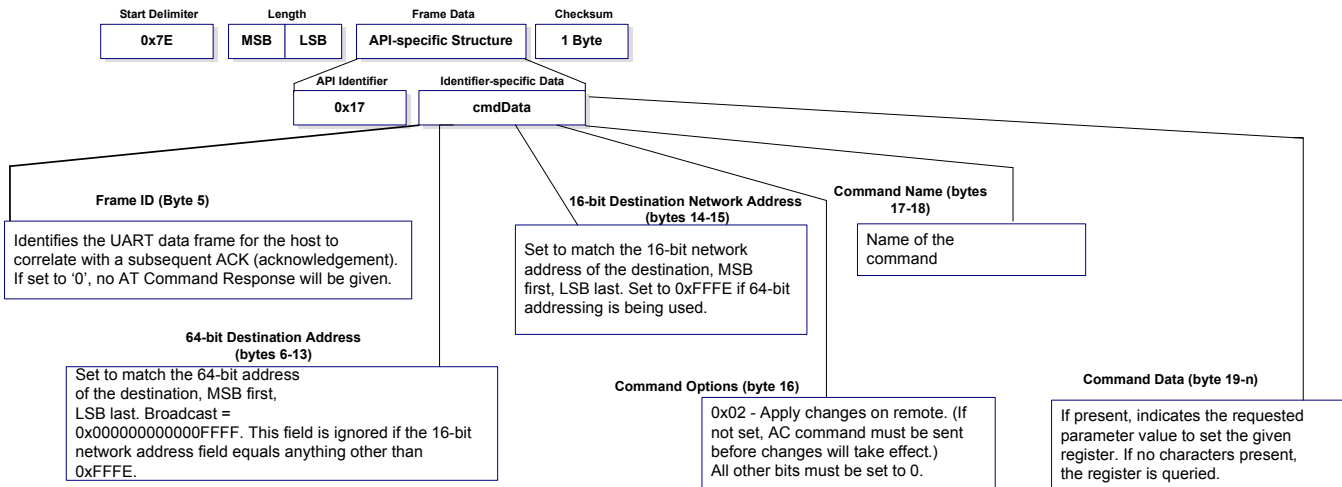 Start Delimiter
Length
Frame Data
Checksum
0x7E
MSB
LSB
API-specific Structure
1 Byte
API Identifier
Identifier-specific Data
0x17
cmdData
Frame ID (Byte 5)
Identifies the UART data frame for the host to
correlate with a subsequent ACK (acknowledgement).
If set to ‘0’, no AT Command Response will be given.
16-bit Destination Network Address
(bytes 14-15)
Set to match the 16-bit network
address of the destination, MSB
first, LSB last. Set to 0xFFFE if 64-bit
addressing is being used.
Command Name (bytes
17-18)
Name of the
command
64-bit Destination Address
(bytes 6-13)
Set to match the 64-bit address
of the destination, MSB first,
LSB last. Broadcast =
0x000000000000FFFF. This field is ignored if the 16-bit
network address field equals anything other than
0xFFFE.
Command Options (byte 16)
0x02 - Apply changes on remote. (If
not set, AC command must be sent
before changes will take effect.)
All other bits must be set to 0.
Command Data (byte 19-n)
If present, indicates the requested
parameter value to set the given
register. If no characters present,
the register is queried.